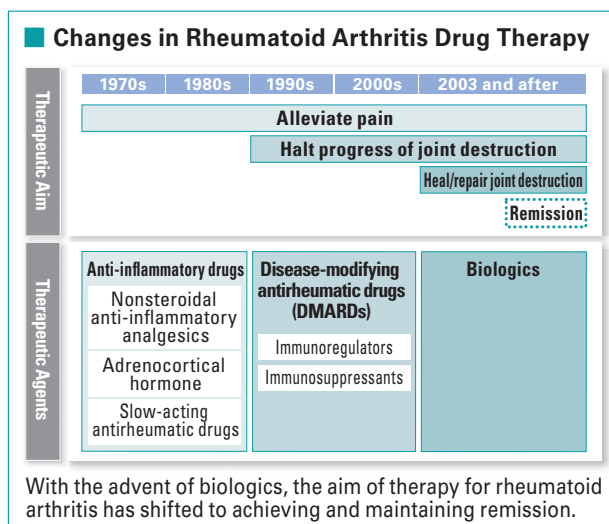 Changes in Rheumatoid Arthritis Drug Therapy
1970s 1980s 1990s 2000s 2003 and after
Therapeutic Aim
Alleviate pain
Halt progress of joint destruction
Heal/repair joint destruction
Remission
Therapeutic Agents
Anti-inflammatory drugs
Nonsteroidal
anti-inflammatory
analgesics
Adrenocortical
hormone
Slow-acting
antirheumatic drugs
Disease-modifying
antirheumatic drugs
(DMARDs)
Immunoregulators
Immunosuppressants
Biologics
With the advent of biologics, the aim of therapy for rheumatoid
arthritis has shifted to achieving and maintaining remission.